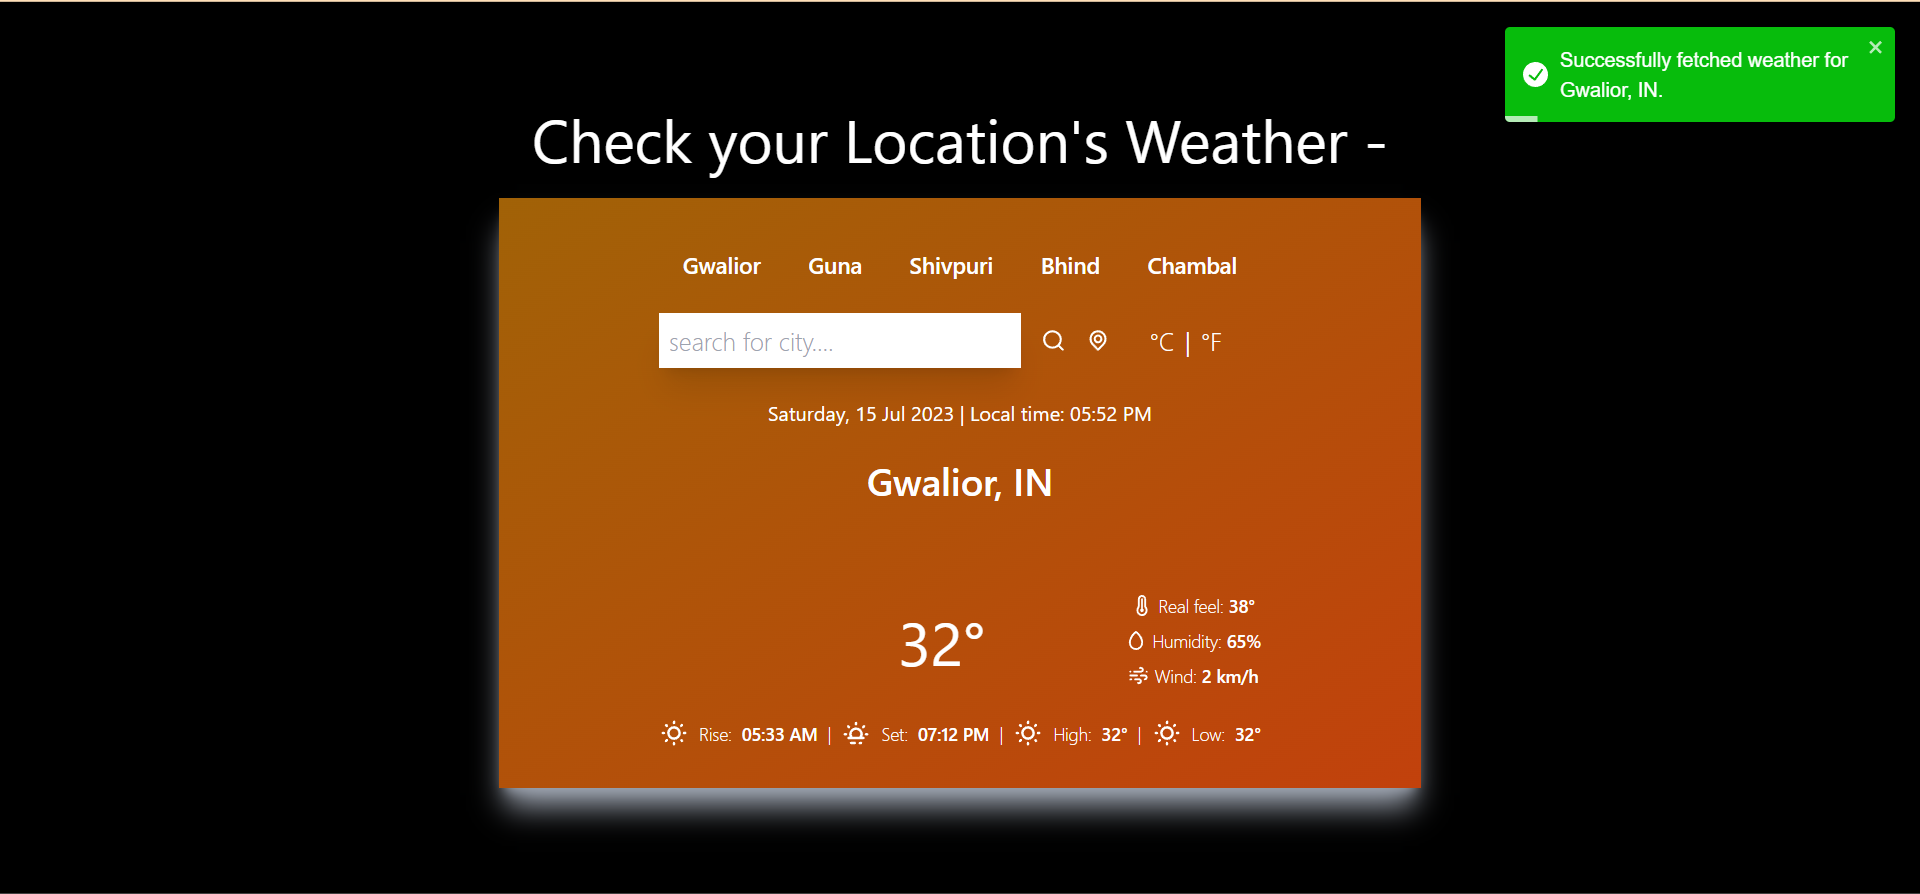 Successfully fetched weather for
Gwalior, IN.
Check your Location's Weather -
Gwalior Guna Shivpuri Bhind Chambal
search for city.... °C | °F
Saturday, 15 Jul 2023 | Local time: 05:52 PM
Gwalior, IN
Real feel: 38°
32°
Humidity: 65%
Wind: 2 km/h
Rise: 05:33 AM | Set: 07:12 PM | High: 32° | Low: 32°